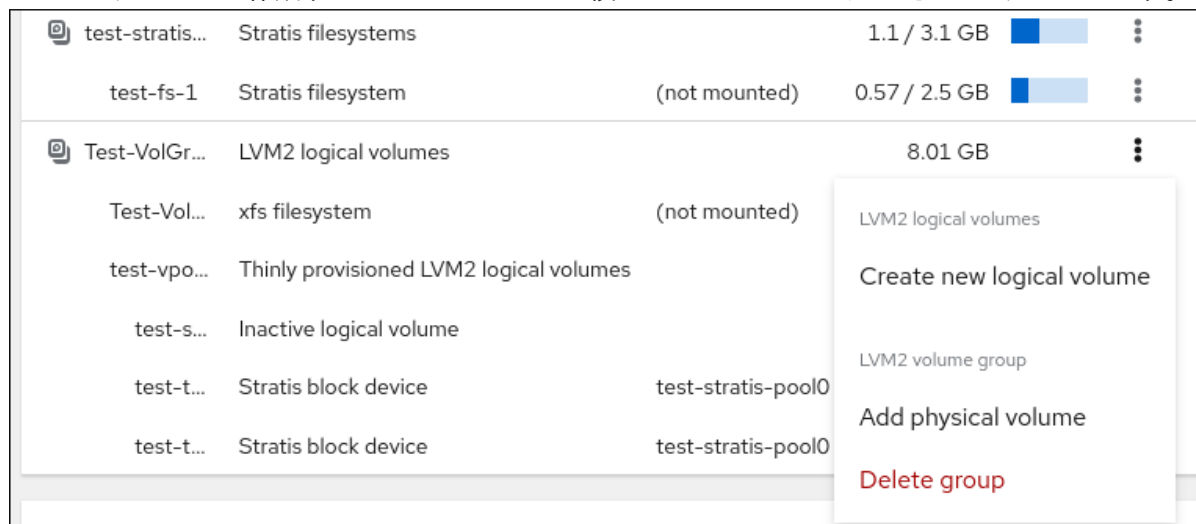 test-stratis... Stratis filesystems 1.1 / 3.1 GB
test-fs-1 Stratis filesystem (not mounted) 0.57 / 2.5 GB
Test-VolGr... LVM2 logical volumes 8.01 GB
Test-Vol... xfs filesystem (not mounted)
test-vpo... Thinly provisioned LVM2 logical volumes
test-s... Inactive logical volume
test-t... Stratis block device test-stratis-pool0
test-t... Stratis block device test-stratis-pool0
LVM2 logical volumes
Create new logical volume
LVM2 volume group
Add physical volume
Delete group